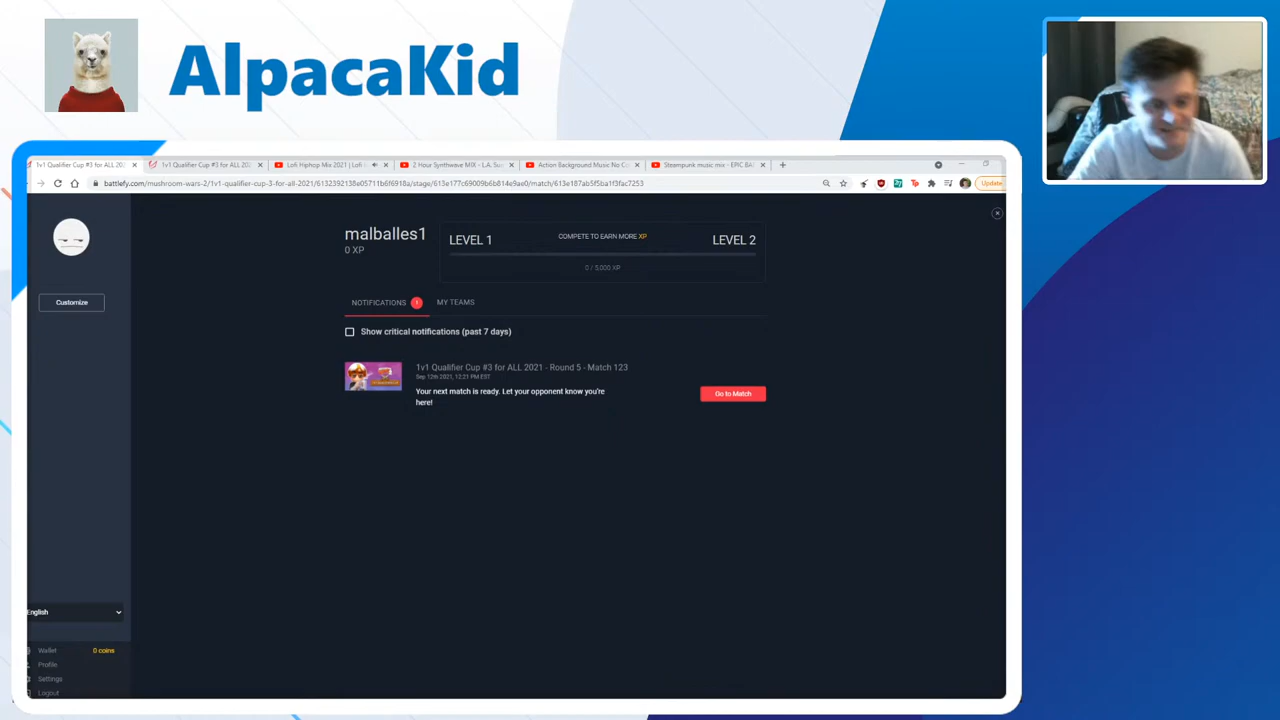 AlpacaKid
1v1 Qualifier Cup #3 for ALL 202
1v1 Qualifier Cup #3 for ALL 202
Lofi Hiphop Mix 2021 | Lofi
2 Hour Synthwave MIX - L.A. Su
Action Background Music No Co
Steampunk music mix - EPIC BA
battlefy.com/mushroom-wars-2/1v1-qualifier-cup-3-for-all-2021/6132392138e05711b6f6918a/stage/613e177c69009b6b814e9ae0/match/613e187ab5f5ba1f3fac7253
Update
malballes1
0 XP
LEVEL 1
COMPETE TO EARN MORE XP
LEVEL 2
0 / 5,000 XP
Customize
NOTIFICATIONS 1
MY TEAMS
Show critical notifications (past 7 days)
1v1 Qualifier Cup #3 for ALL 2021 - Round 5 - Match 123
Sep 12th 2021, 12:21 PM EST
Your next match is ready. Let your opponent know you're
here!
Go to Match
English
Wallet
0 coins
Profile
Settings
Logout